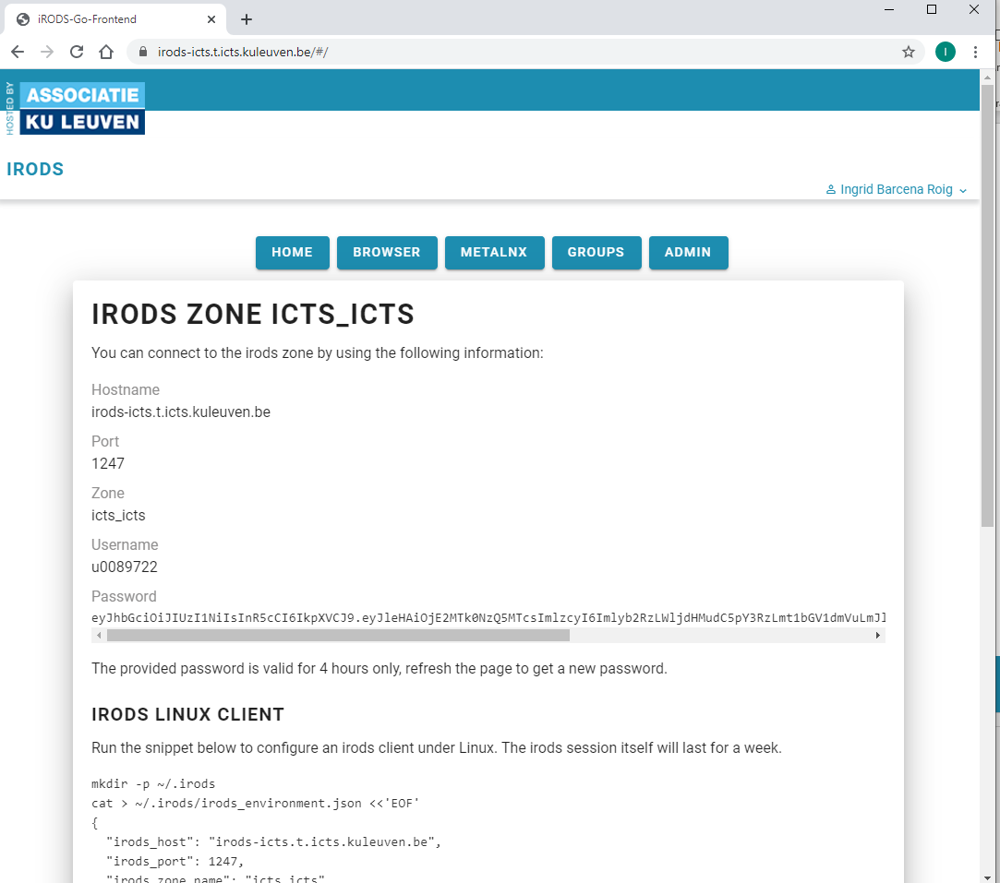 iRODS-Go-Frontend
irods-icts.t.icts.kuleuven.be/#/
I
HOSTED BY
ASSOCIATIE
KU LEUVEN
IRODS
Ingrid Barcena Roig
HOME BROWSER METALNX GROUPS ADMIN
IRODS ZONE ICTS_ICTS
You can connect to the irods zone by using the following information:
Hostname
irods-icts.t.icts.kuleuven.be
Port
1247
Zone
icts_icts
Username
u0089722
Password
eyJhbGciOiJIUzI1NiIsInR5cCI6IkpXVCJ9.eyJleHAiOjE2MTk0NzQ5MTcsImlzcyI6Imlyb2RzLWljdHMudC5pY3RzLmt1bGV1dmVuLmJl
The provided password is valid for 4 hours only, refresh the page to get a new password.
IRODS LINUX CLIENT
Run the snippet below to configure an irods client under Linux. The irods session itself will last for a week.
mkdir -p ~/.irods
cat > ~/.irods/irods_environment.json <<'EOF'
{
"irods_host": "irods-icts.t.icts.kuleuven.be",
"irods_port": 1247,
"irods_zone_name": "icts_icts"